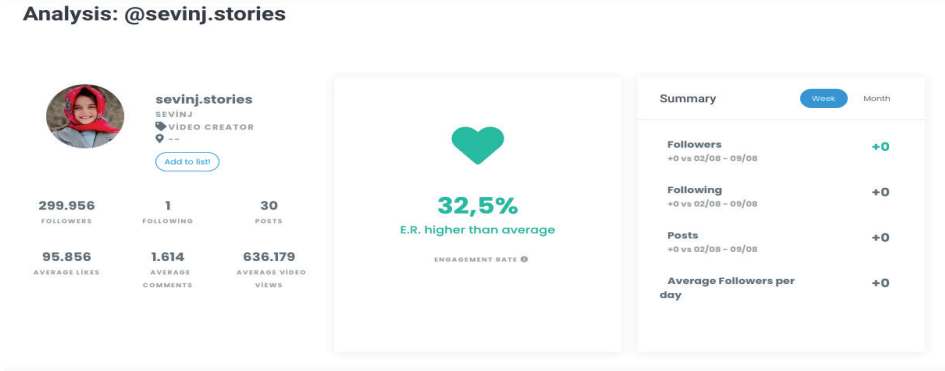 Analysis: @sevinj.stories
sevinj.stories
SEVİNJ
VİDEO CREATOR
--
Add to list!
299.956
FOLLOWERS
1
FOLLOWİNG
30
POSTS
95.856
AVERAGE LİKES
1.614
AVERAGE
COMMENTS
636.179
AVERAGE VİDEO
VİEWS
32,5%
E.R. higher than average
ENGAGEMENT RATE
Summary
Week
Month
Followers
+0
+0 vs 02/08 - 09/08
Following
+0
+0 vs 02/08 - 09/08
Posts
+0
+0 vs 02/08 - 09/08
Average Followers per
day
+0